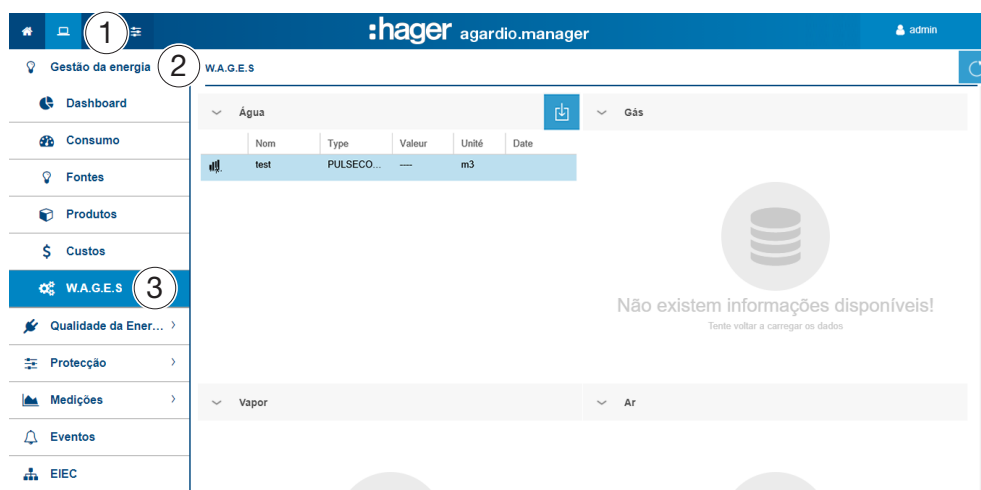 1
:hager agardio.manager
admin
Gestão da energia
2
W.A.G.E.S
Dashboard
Água
Gás
Nom Type Valeur Unité Date
test PULSECO... ---- m3
Consumo
Fontes
Produtos
$ Custos
W.A.G.E.S
3
Não existem informações disponíveis!
Tente voltar a carregar os dados
Qualidade da Ener...
Protecção
Medições
Vapor
Ar
Eventos
EIEC